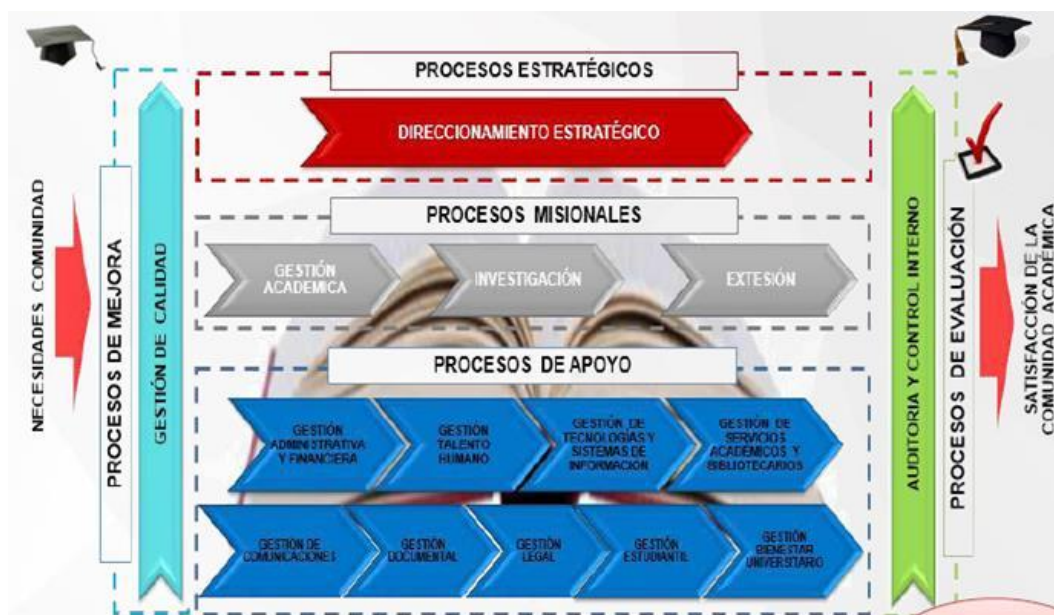 PROCESOS ESTRATÉGICOS
DIRECCIONAMIENTO ESTRATÉGICO
NECESIDADES COMUNIDAD
PROCESOS DE MEJORA
GESTIÓN DE CALIDAD
PROCESOS MISIONALES
GESTIÓN
ACADEMICA
INVESTIGACIÓN
EXTESIÓN
PROCESOS DE APOYO
GESTIÓN
ADMINISTRATIVA
Y FINANCIERA
GESTIÓN
TALENTO
HUMANO
GESTIÓN DE
TECNOLOGÍAS Y
SISTEMAS DE
INFORMACIÓN
GESTIÓN DE
SERVICIOS
ACADÉMICOS Y
BIBLIOTECARIOS
GESTIÓN DE
COMUNICACIONES
GESTIÓN
DOCUMENTAL
GESTIÓN
LEGAL
GESTIÓN
ESTUDIANTIL
GESTIÓN
BIENESTAR
UNIVERSITARIO
AUDITORIA Y CONTROL INTERNO
PROCESOS DE EVALUACIÓN
SATISFACCIÓN DE LA
COMUNIDAD ACADÉMICA